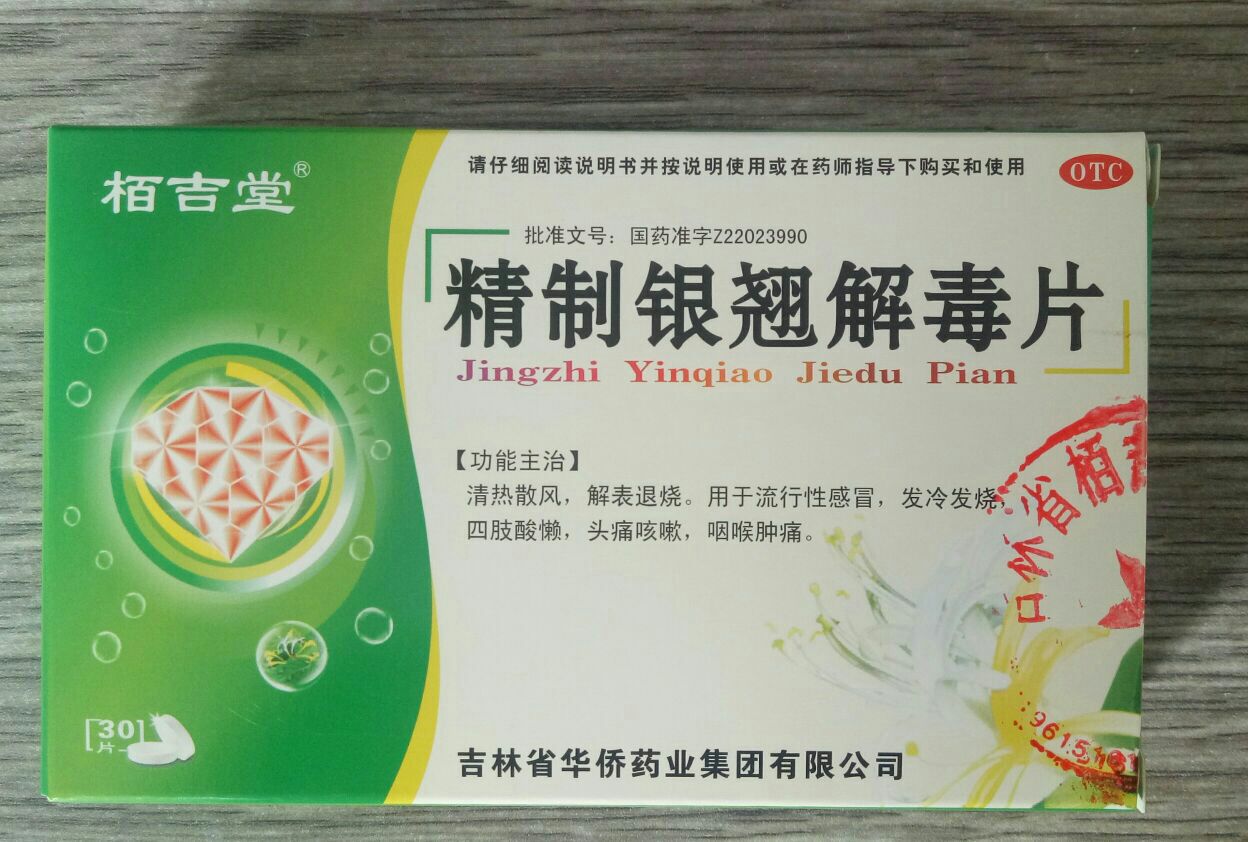 栢吉堂®
请仔细阅读说明书并按说明使用或在药师指导下购买和使用
OTC
批准文号：国药准字Z22023990
精制银翘解毒片
Jingzhi Yinqiao Jiedu Pian
【功能主治】
清热散风，解表退烧。用于流行性感冒，发冷发烧，
四肢酸懒，头痛咳嗽，咽喉肿痛。
吉林省栢
[30]
片
吉林省华侨药业集团有限公司